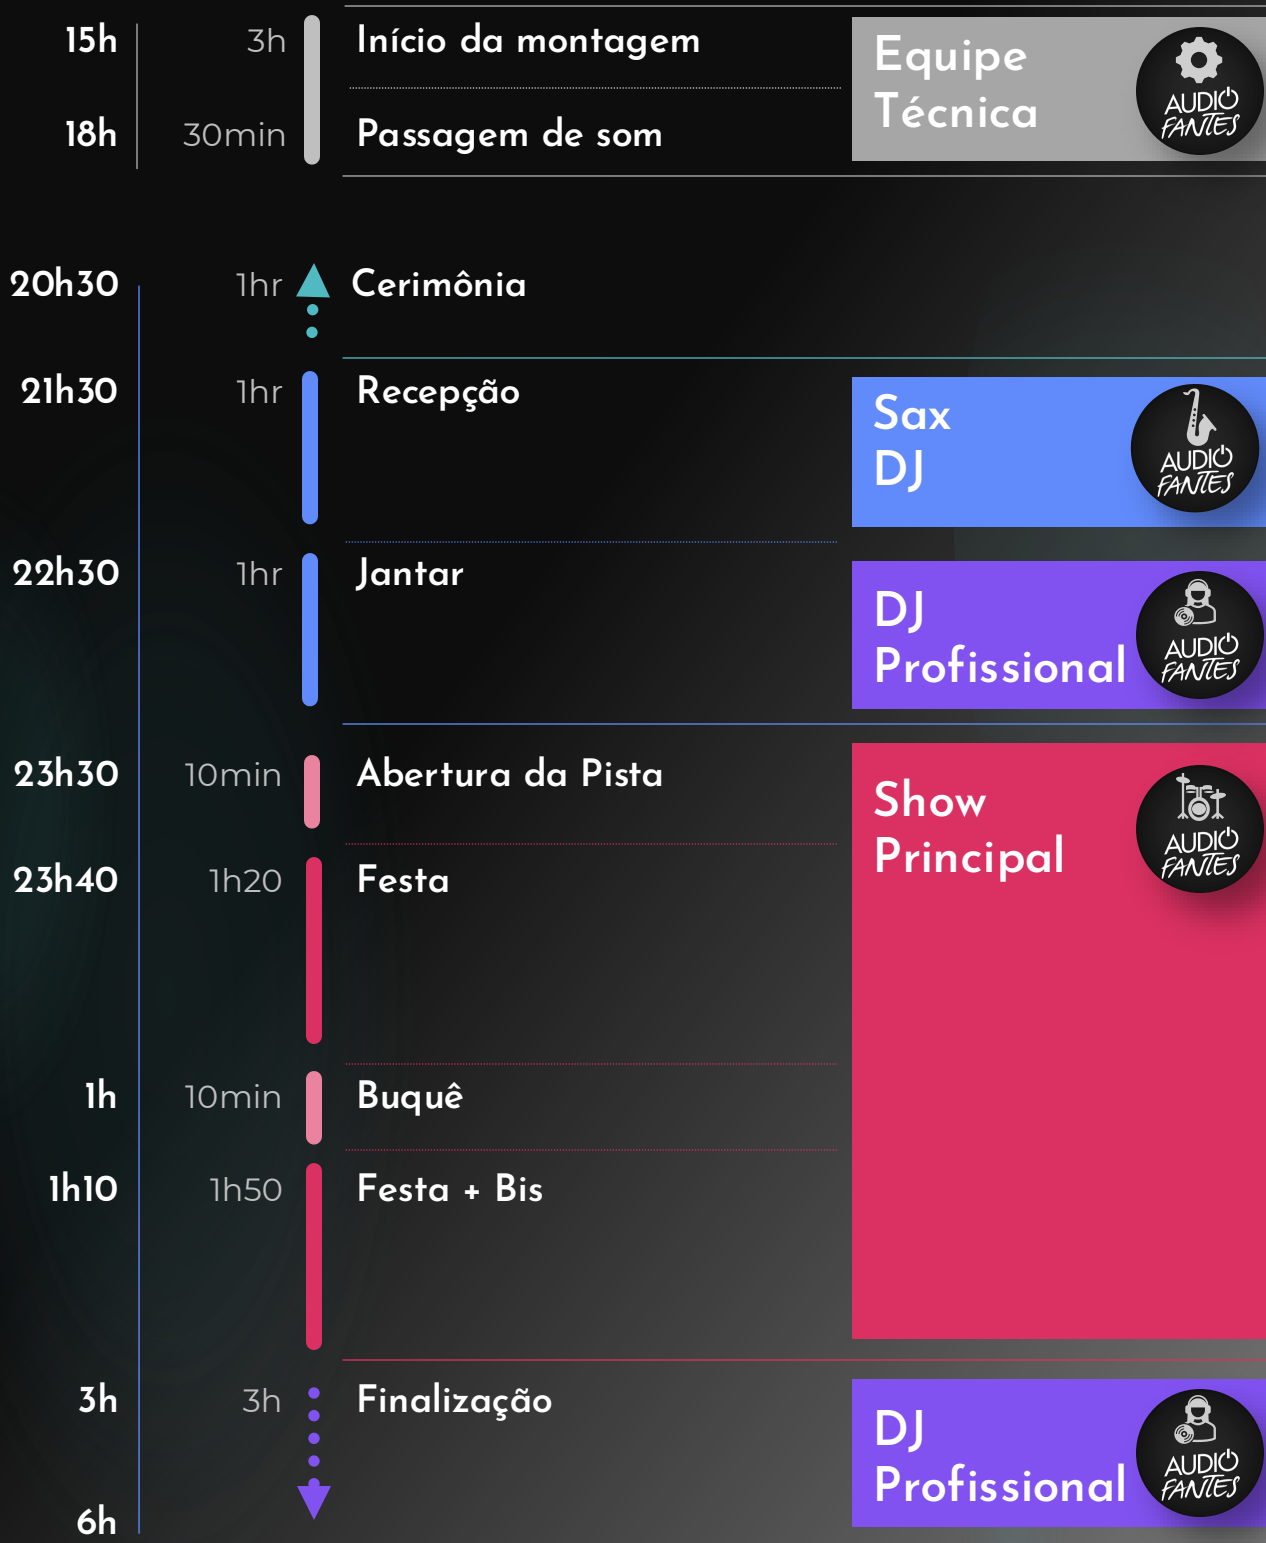 15h 3h Início da montagem
Equipe
Técnica
AUDIO
FANTES
18h 30min Passagem de som
20h30 1hr Cerimônia
21h30 1hr Recepção
Sax
DJ
AUDIO
FANTES
22h30 1hr Jantar
DJ
Profissional
AUDIO
FANTES
23h30 10min Abertura da Pista
Show
Principal
AUDIO
FANTES
23h40 1h20 Festa
1h 10min Buquê
1h10 1h50 Festa + Bis
3h 3h Finalização
DJ
Profissional
AUDIO
FANTES
6h